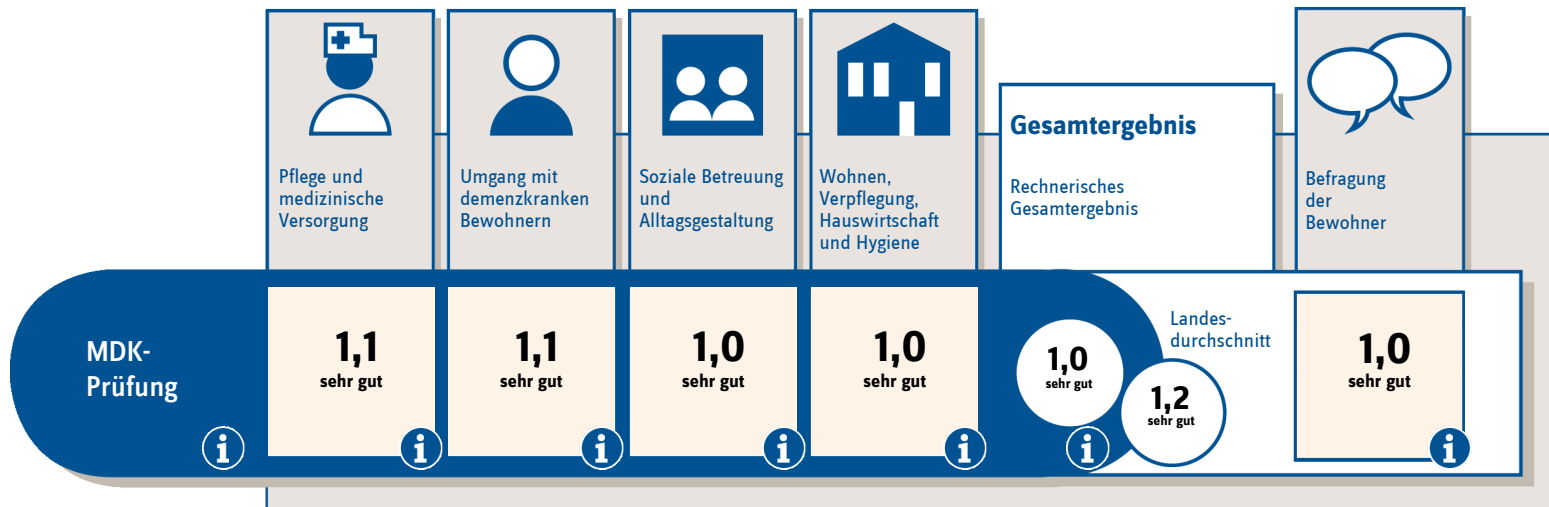 Pflege und
medizinische
Versorgung
Umgang mit
demenzkranken
Bewohnern
Soziale Betreuung
und
Alltagsgestaltung
Wohnen,
Verpflegung,
Hauswirtschaft
und Hygiene
Gesamtergebnis
Rechnerisches
Gesamtergebnis
Befragung
der
Bewohner
MDK-
Prüfung
i
1,1
sehr gut
i
1,1
sehr gut
i
1,0
sehr gut
i
1,0
sehr gut
i
1,0
sehr gut
i
Landes-
durchschnitt
1,2
sehr gut
1,0
sehr gut
i